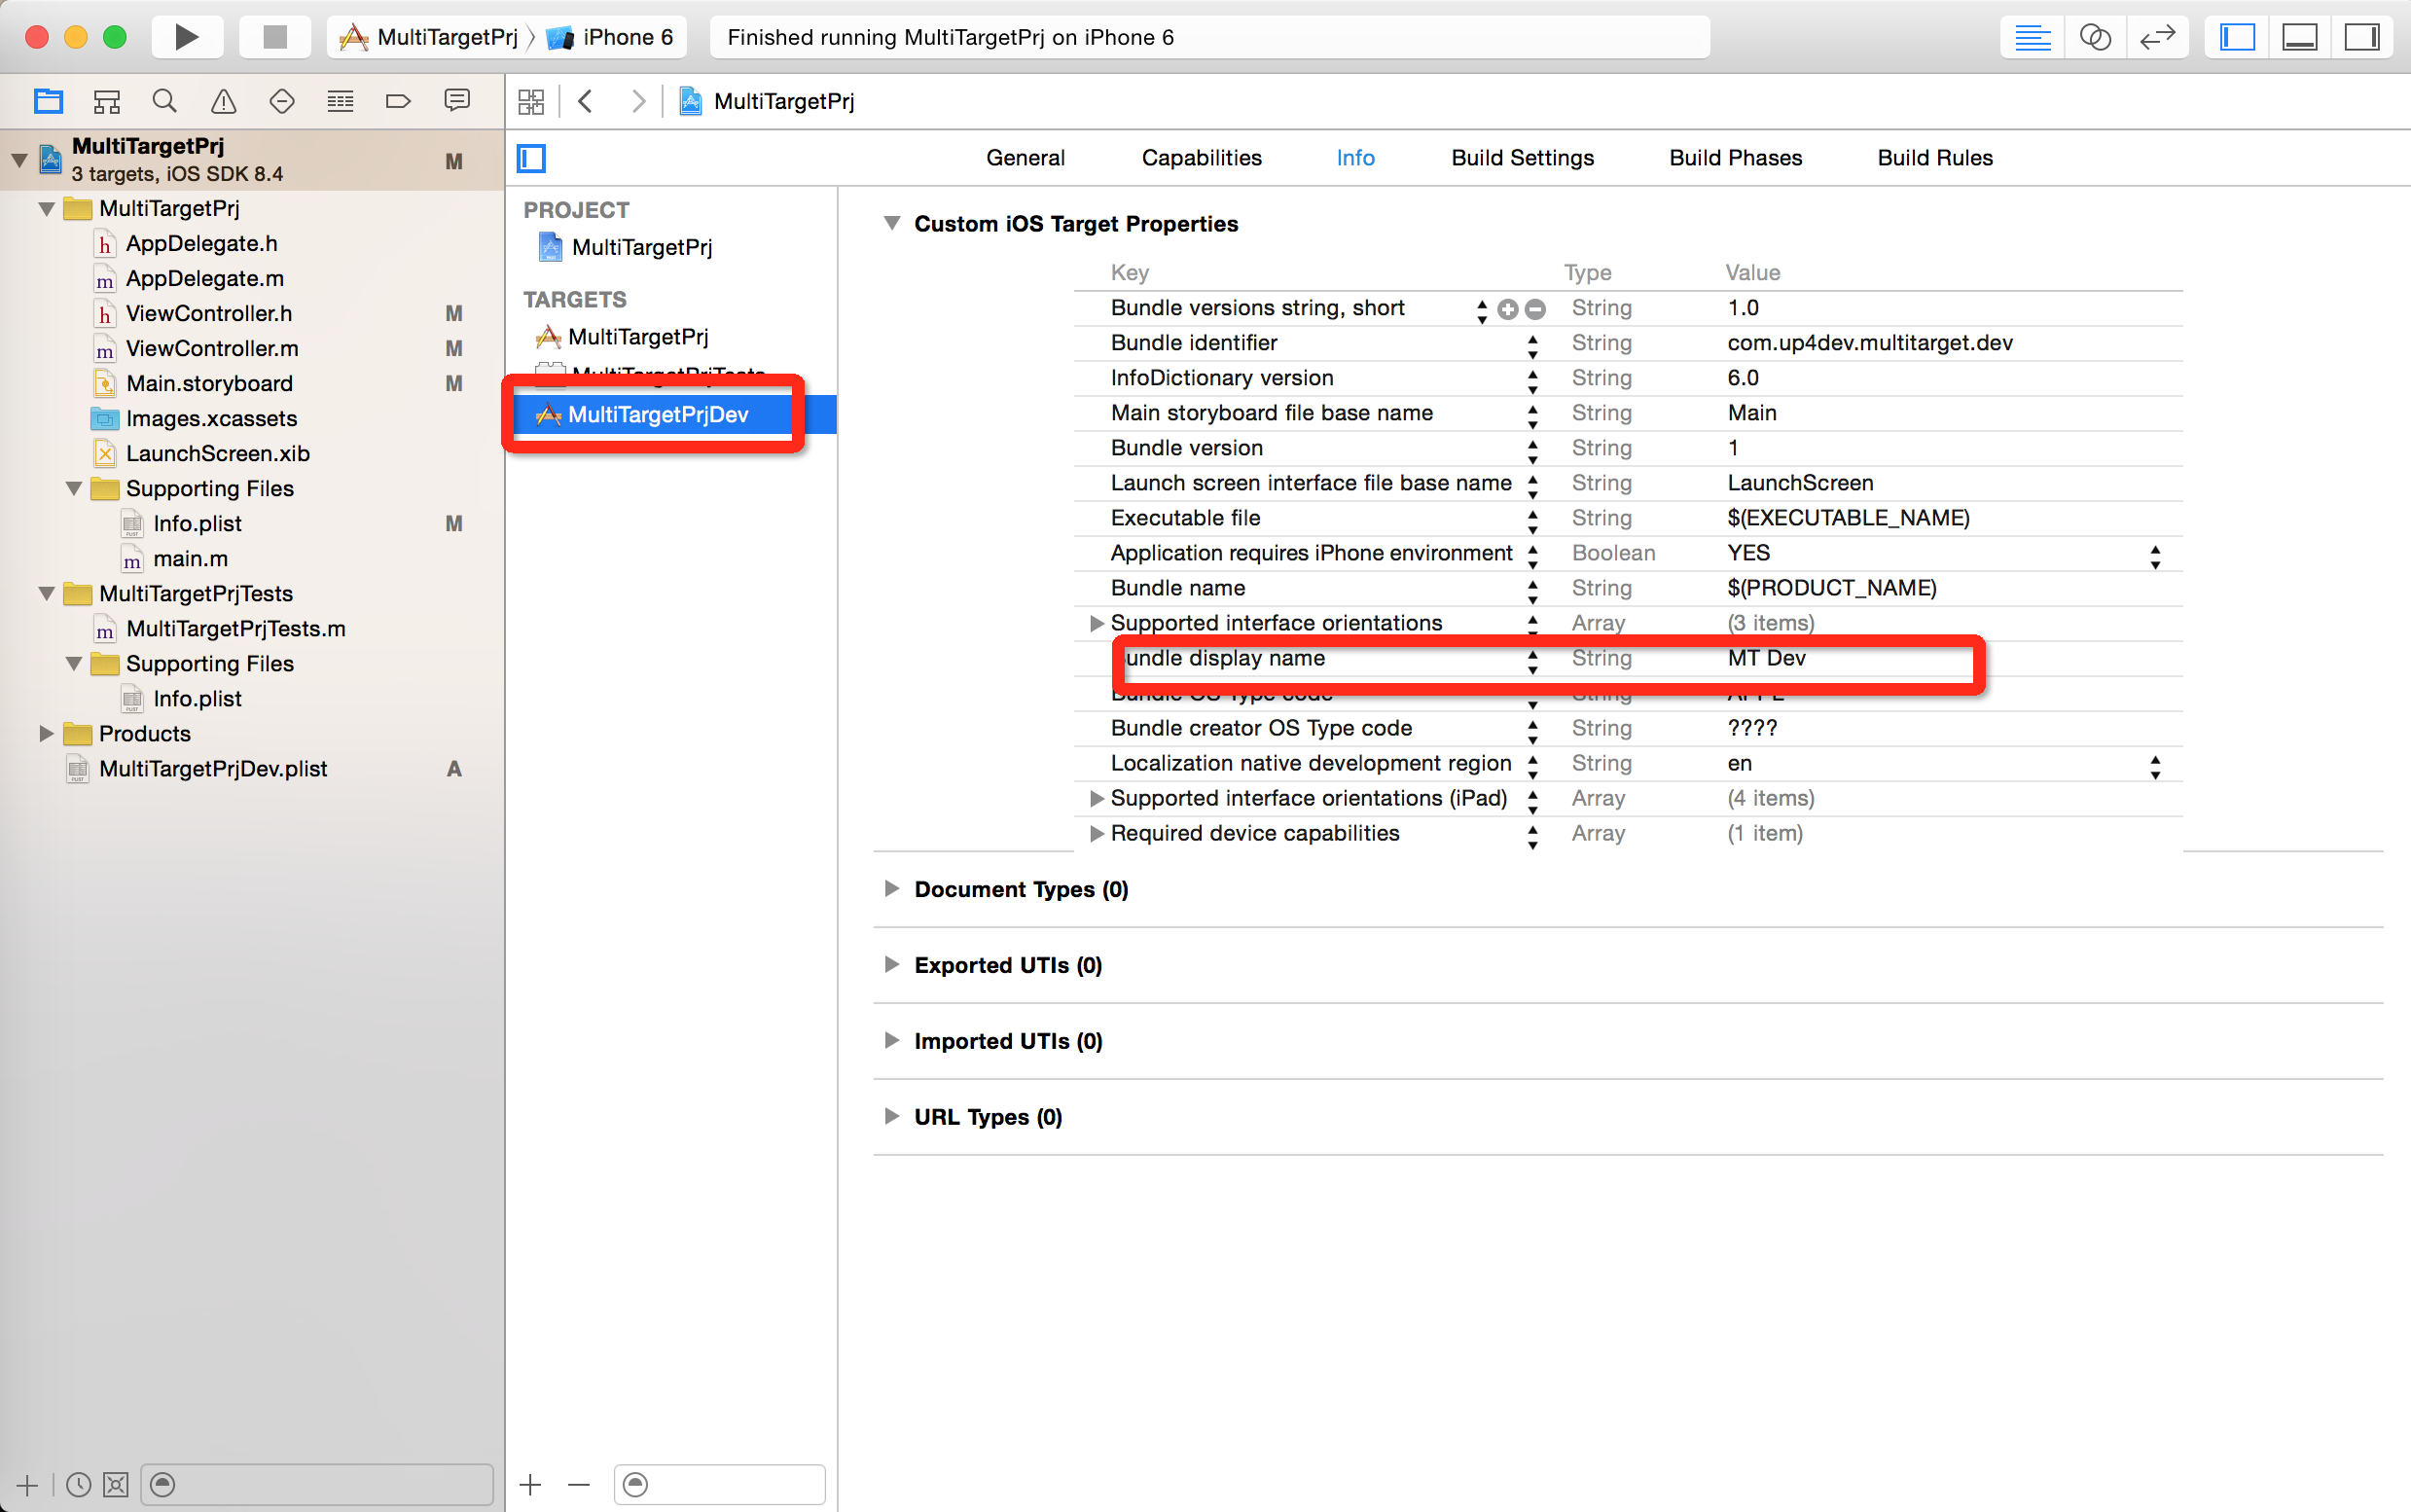 MultiTargetPrj iPhone 6
Finished running MultiTargetPrj on iPhone 6
MultiTargetPrj
MultiTargetPrj
3 targets, iOS SDK 8.4
M
MultiTargetPrj
AppDelegate.h
AppDelegate.m
ViewController.h M
ViewController.m M
Main.storyboard M
Images.xcassets
LaunchScreen.xib
Supporting Files
Info.plist M
main.m
MultiTargetPrjTests
MultiTargetPrjTests.m
Supporting Files
Info.plist
Products
MultiTargetPrjDev.plist A
General Capabilities Info Build Settings Build Phases Build Rules
PROJECT
MultiTargetPrj
TARGETS
MultiTargetPrj
MultiTargetPrjTests
MultiTargetPrjDev
Custom iOS Target Properties
Key Type Value
Bundle versions string, short String 1.0
Bundle identifier String com.up4dev.multitarget.dev
InfoDictionary version String 6.0
Main storyboard file base name String Main
Bundle version String 1
Launch screen interface file base name String LaunchScreen
Executable file String $(EXECUTABLE_NAME)
Application requires iPhone environment Boolean YES
Bundle name String $(PRODUCT_NAME)
Supported interface orientations Array (3 items)
Bundle display name String MT Dev
Bundle OS Type code String APPL
Bundle creator OS Type code String ????
Localization native development region String en
Supported interface orientations (iPad) Array (4 items)
Required device capabilities Array (1 item)
Document Types (0)
Exported UTIs (0)
Imported UTIs (0)
URL Types (0)